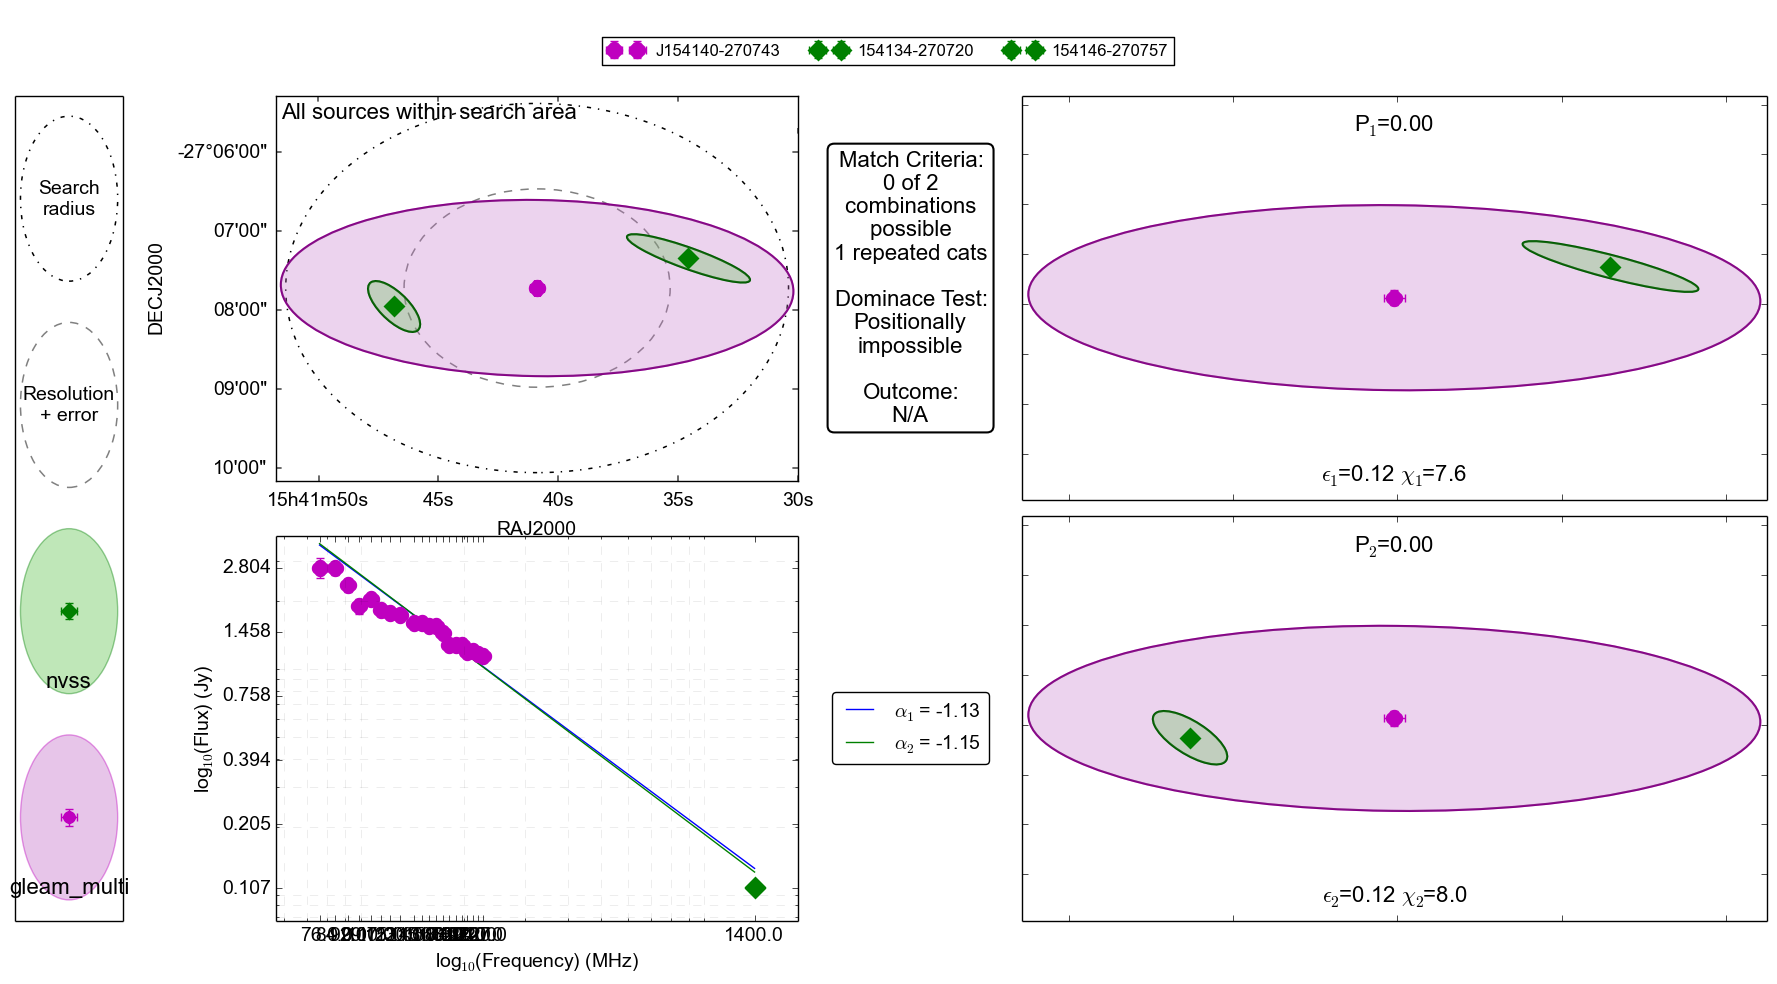 J154140-270743 154134-270720 154146-270757
Search
radius
Resolution
+ error
nvss
gleam_multi
All sources within search area
DECJ2000
-27°06'00"
07'00"
08'00"
09'00"
10'00"
15h41m50s 45s 40s 35s 30s
RAJ2000
Match Criteria:
0 of 2
combinations
possible
1 repeated cats
Dominace Test:
Positionally
impossible
Outcome:
N/A
P1=0.00
ϵ1=0.12 χ1=7.6
P2=0.00
ϵ2=0.12 χ2=8.0
log10(Flux) (Jy)
2.804
1.458
0.758
0.394
0.205
0.107
1400.0
log10(Frequency) (MHz)
α1 = -1.13
α2 = -1.15